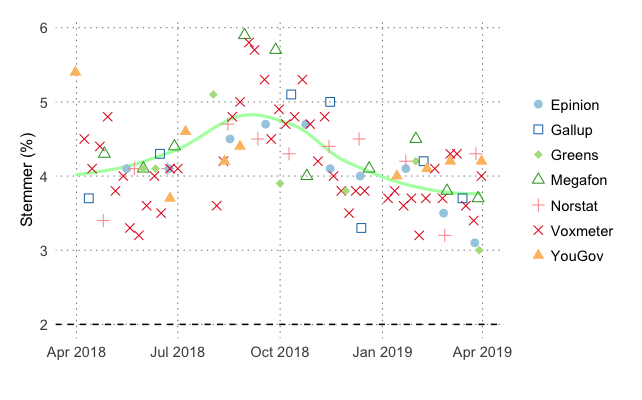 6
5
4
3
2
Stemmer (%)
Apr 2018
Jul 2018
Oct 2018
Jan 2019
Apr 2019
Epinion
Gallup
Greens
Megafon
Norstat
Voxmeter
YouGov